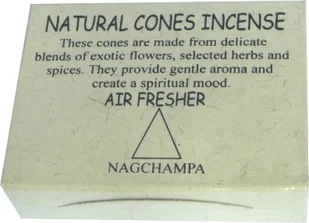 NATURAL CONES INCENSE
These cones are made from delicate
blends of exotic flowers, selected herbs and
spices. They provide gentle aroma and
create a spiritual mood.
AIR FRESHER
NAGCHAMPA